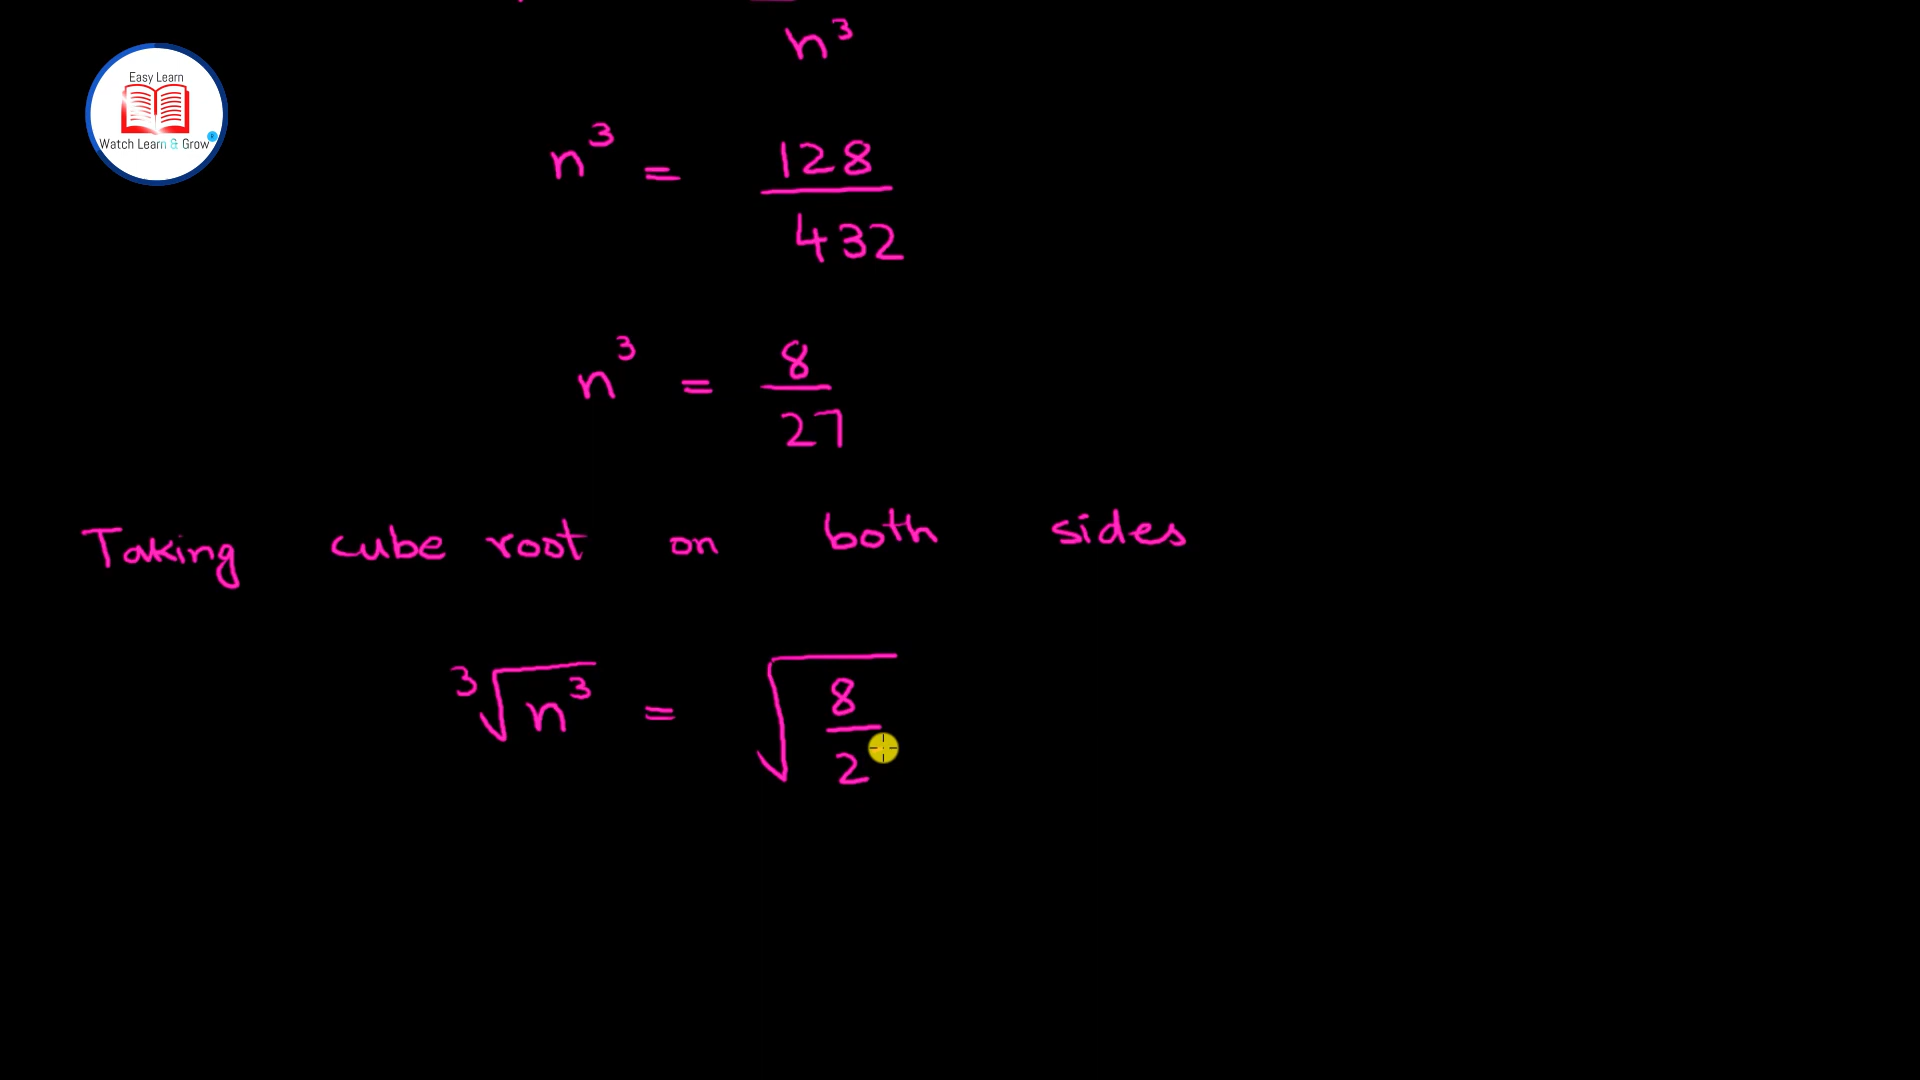 Easy Learn
Watch Learn & Grow
n³
n³ = 128/432
n³ = 8/27
Taking cube root on both sides
³√n³ = √8/2